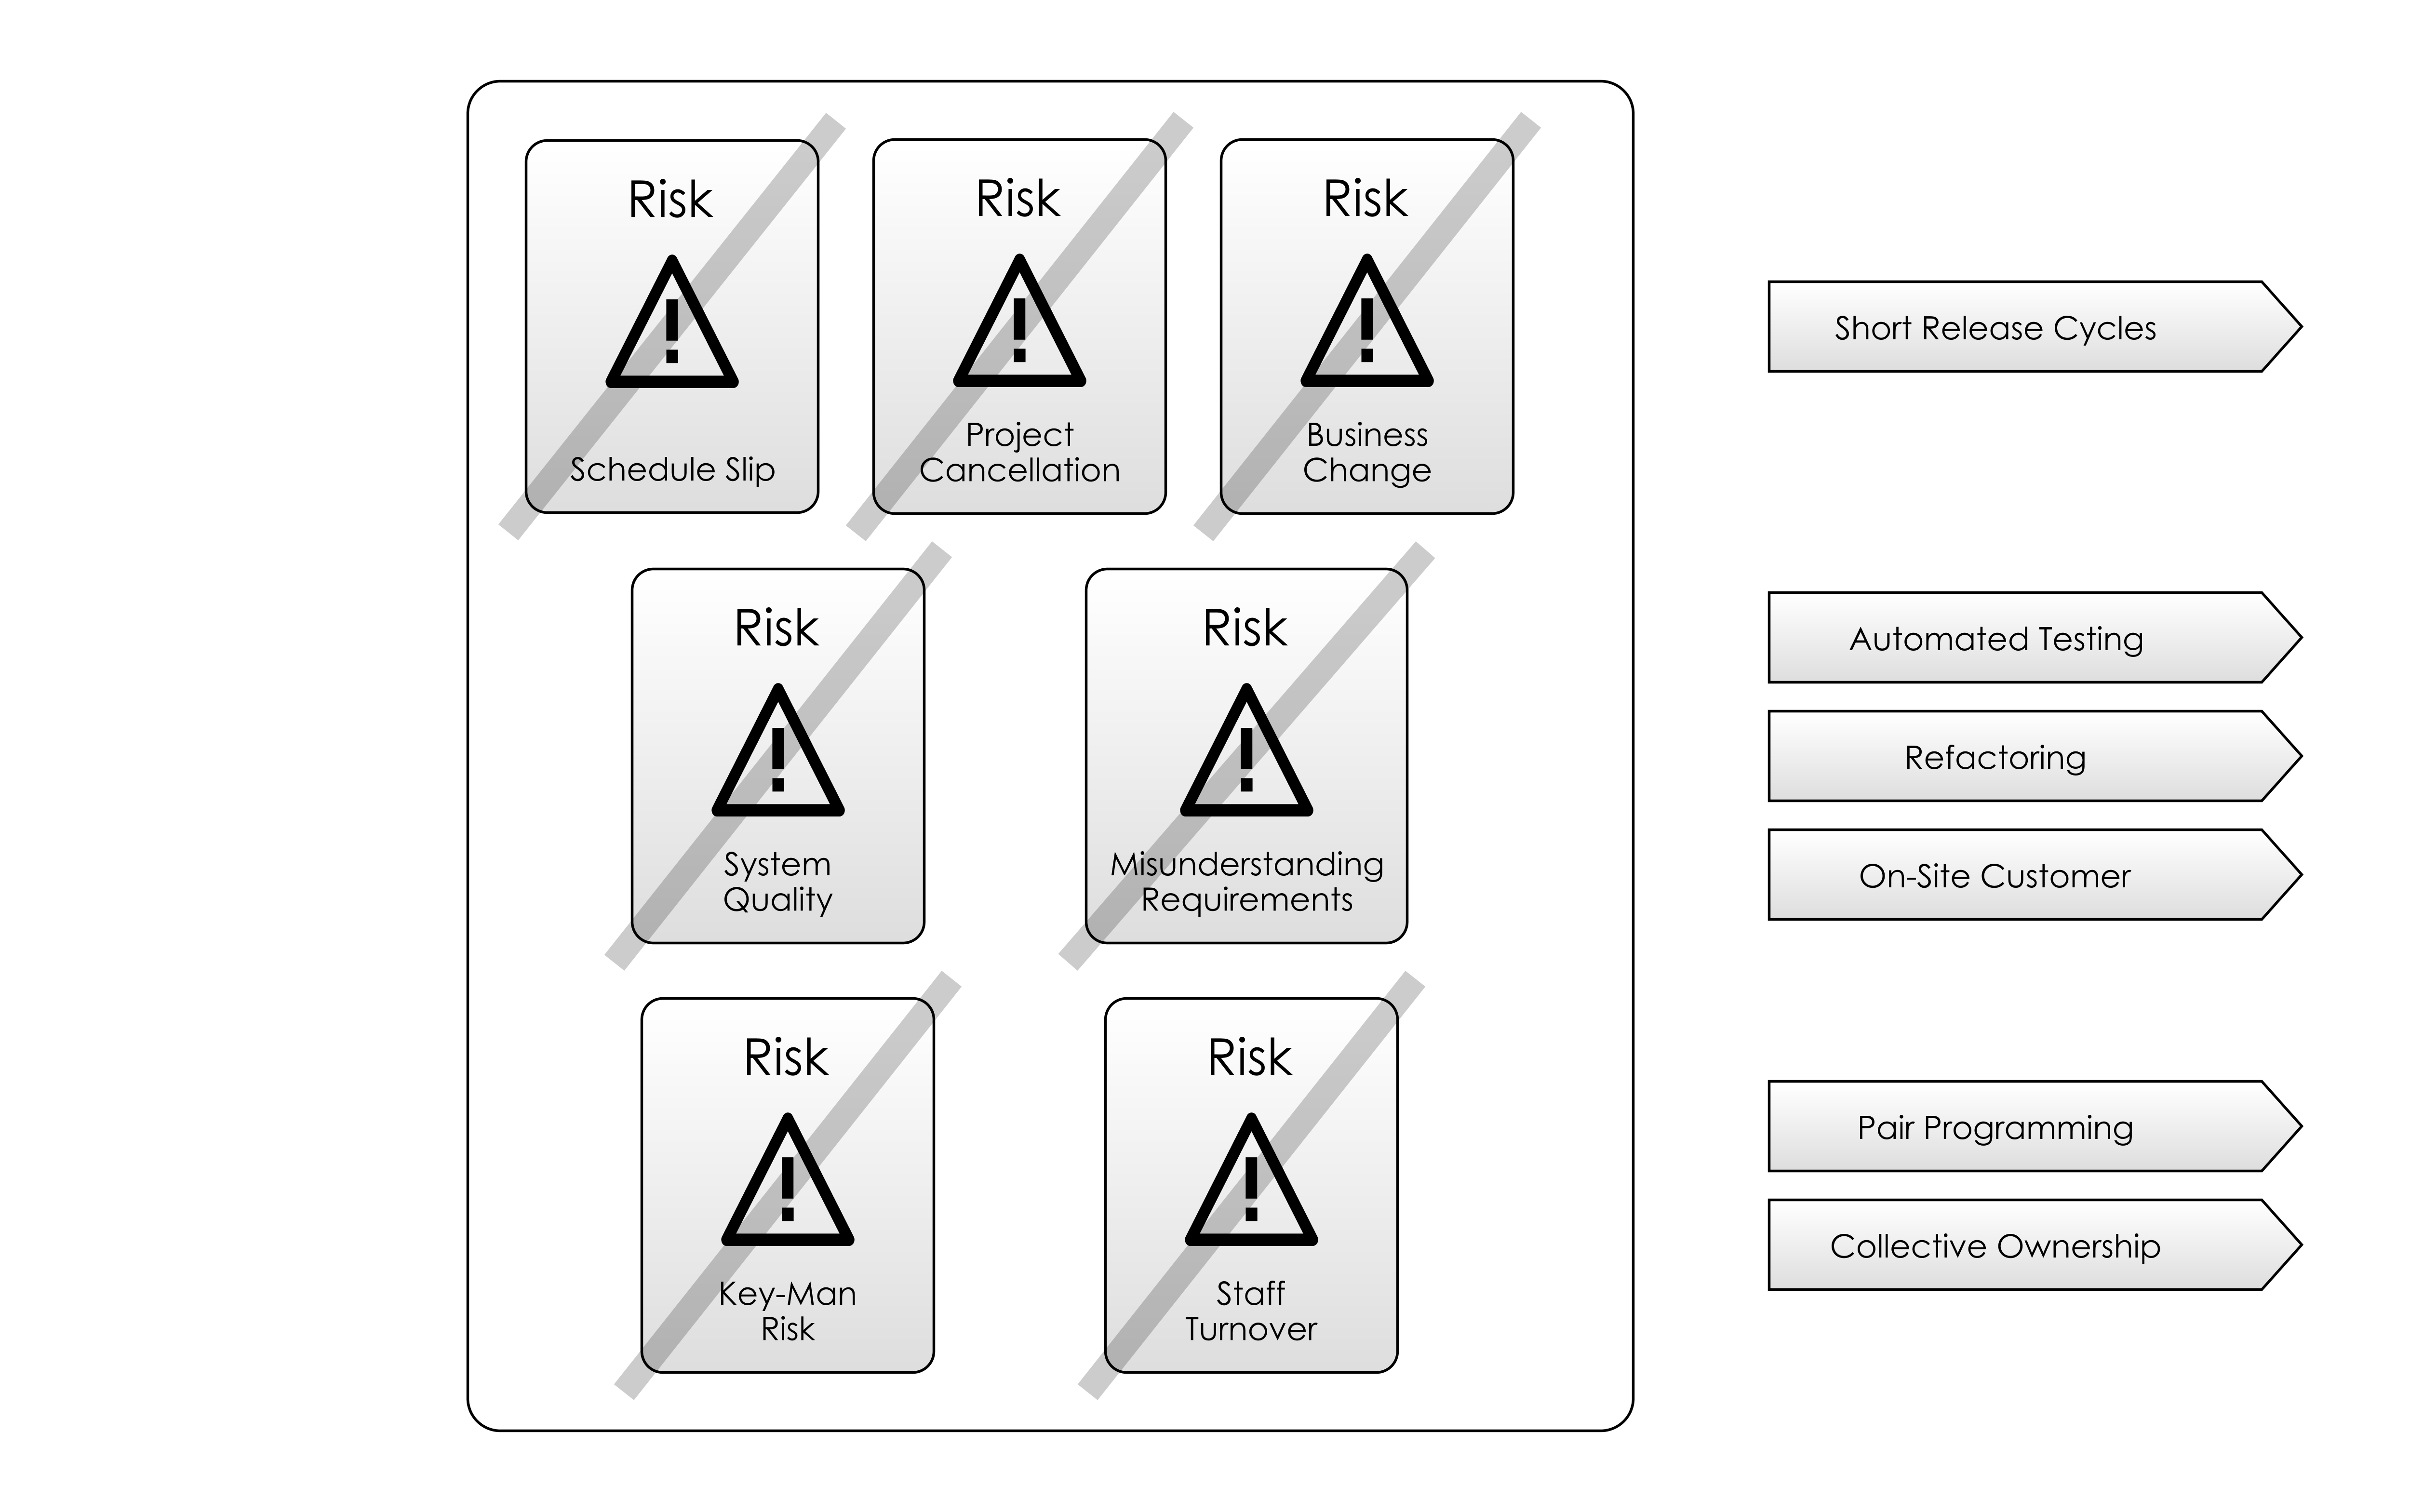 Risk
Schedule Slip
Risk
Project
Cancellation
Risk
Business
Change
Short Release Cycles
Risk
System
Quality
Risk
Misunderstanding
Requirements
Automated Testing
Refactoring
On-Site Customer
Risk
Key-Man
Risk
Risk
Staff
Turnover
Pair Programming
Collective Ownership